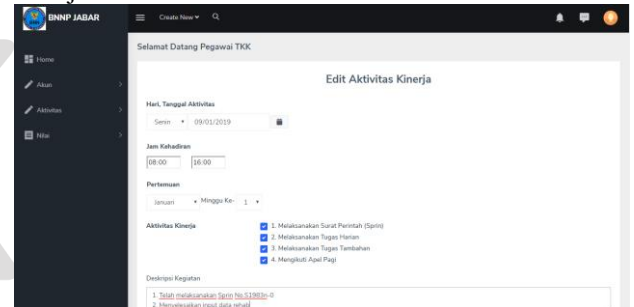 BNNP JABAR
Create New
Selamat Datang Pegawai TKK
Home
Akun
Aktivitas
Nilai
Edit Aktivitas Kinerja
Hari, Tanggal Aktivitas
Senin 09/01/2019
Jam Kehadiran
08:00 16:00
Pertemuan
Januari Minggu Ke- 1
Aktivitas Kinerja
1. Melaksanakan Surat Perintah (Sprin)
2. Melaksanakan Tugas Harian
3. Melaksanakan Tugas Tambahan
4. Mengikuti Apel Pagi
Deskripsi Kegiatan
1. Telah melaksanakan Sprin
2. Menyelesaikan input data rehab